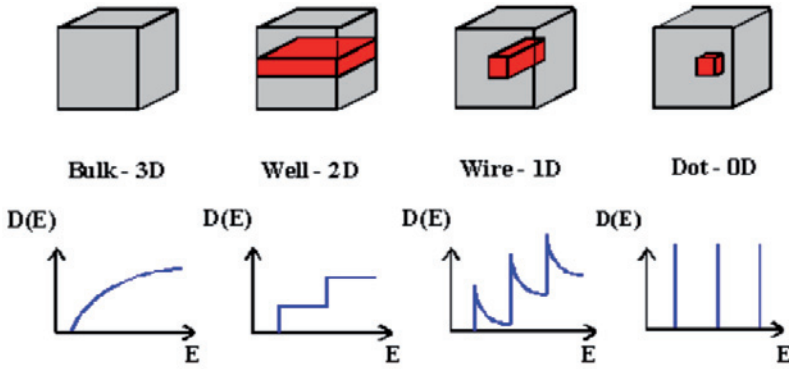 Bulk - 3D
Well - 2D
Wire - 1D
Dot - 0D
D(E)
E
D(E)
E
D(E)
E
D(E)
E